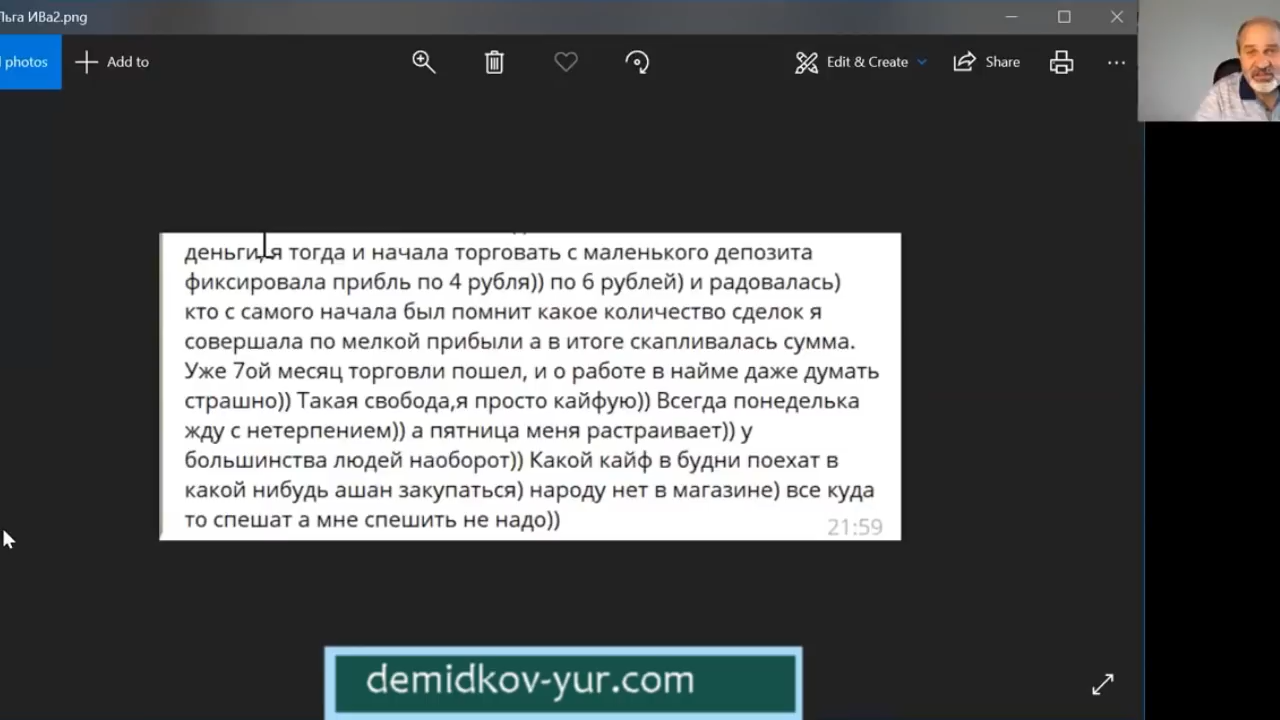 льга ИВа2.png
photos
Add to
Edit & Create
Share
деньги,я тогда и начала торговать с маленького депозита
фиксировала прибль по 4 рубля)) по 6 рублей) и радовалась)
кто с самого начала был помнит какое количество сделок я
совершала по мелкой прибыли а в итоге скапливалась сумма.
Уже 7ой месяц торговли пошел, и о работе в найме даже думать
страшно)) Такая свобода,я просто кайфую)) Всегда понеделька
жду с нетерпением)) а пятница меня растраивает)) у
большинства людей наоборот)) Какой кайф в будни поехат в
какой нибудь ашан закупаться) народу нет в магазине) все куда
то спешат а мне спешить не надо))
21:59
demidkov-yur.com